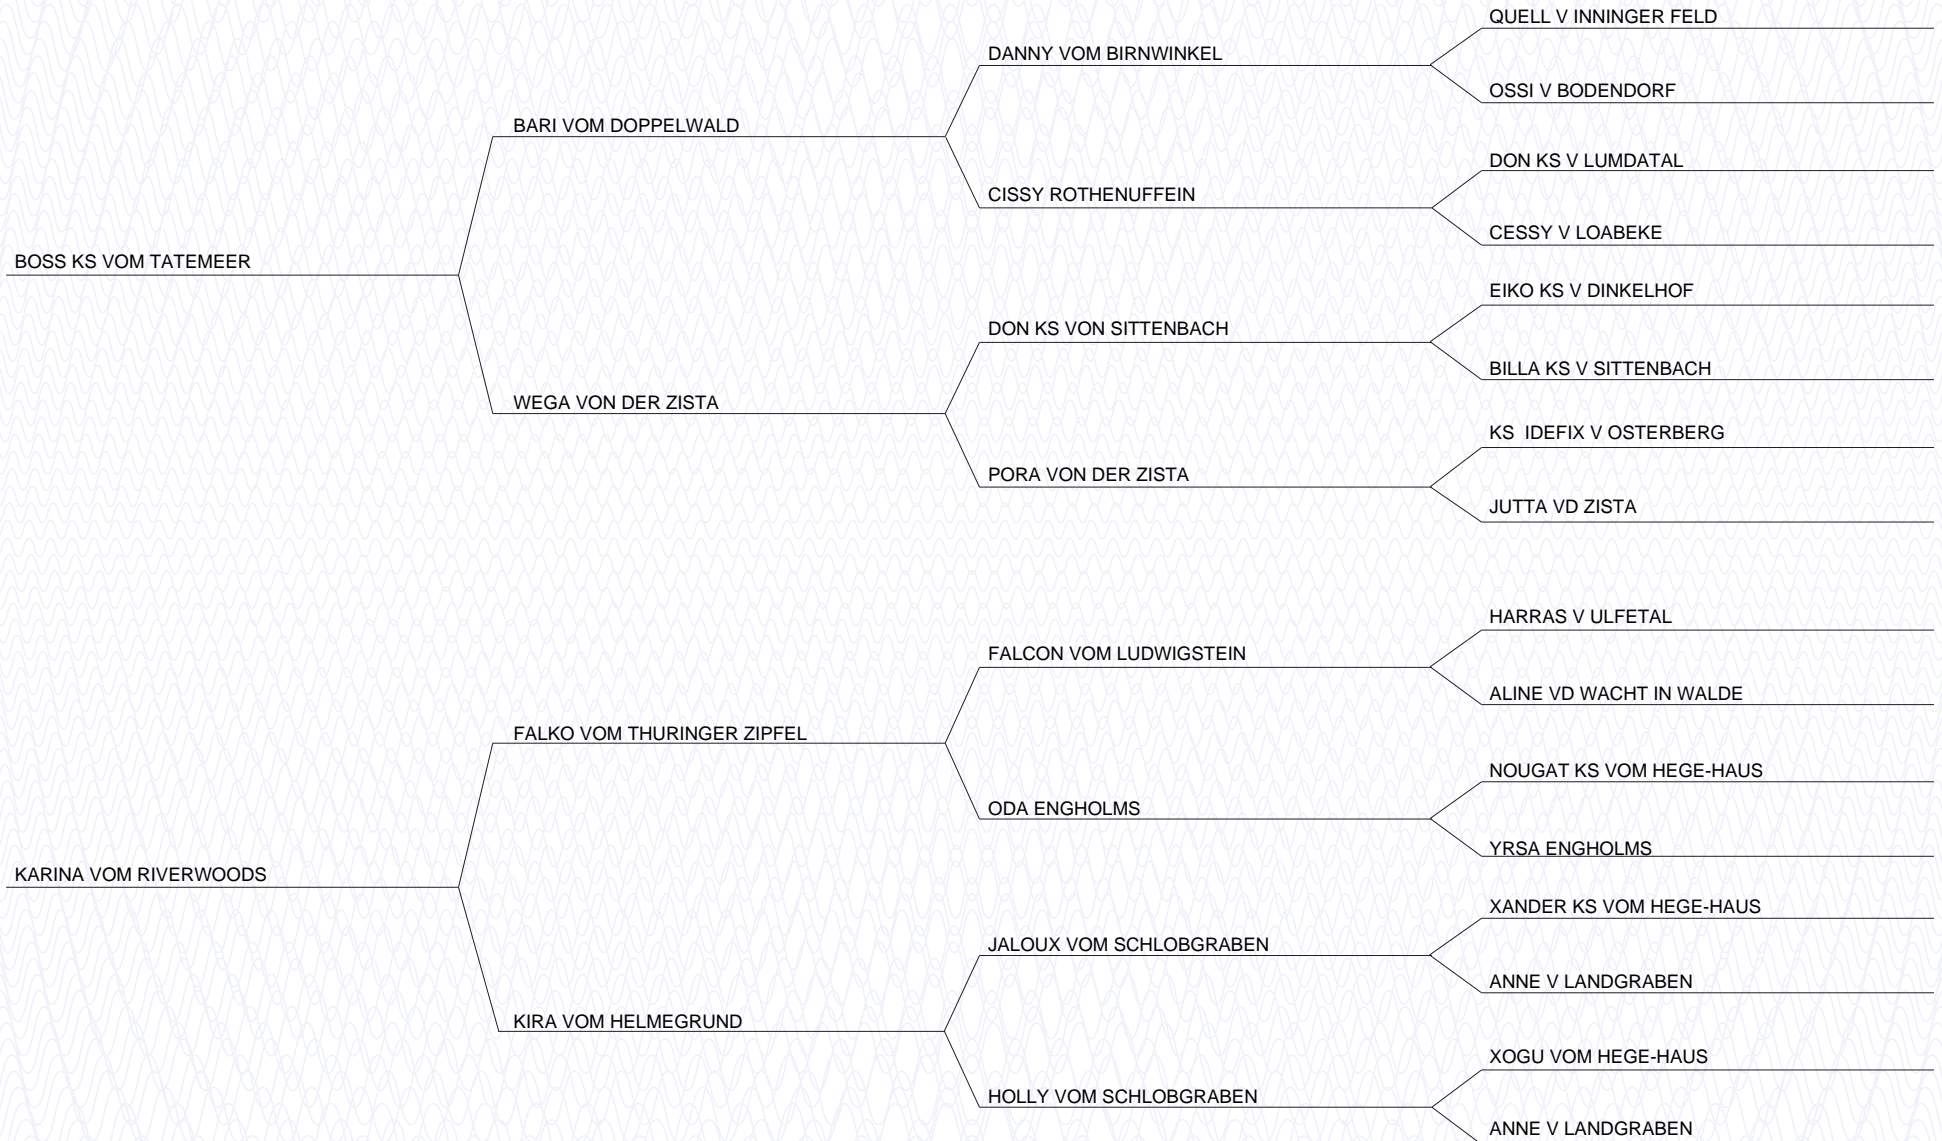 QUELL V INNINGER FELD
DANNY VOM BIRNWINKEL
OSSI V BODENDORF
BARI VOM DOPPELWALD
DON KS V LUMDATAL
CISSY ROTHENUFFEIN
CESSY V LOABEKE
BOSS KS VOM TATEMEER
EIKO KS V DINKELHOF
DON KS VON SITTENBACH
BILLA KS V SITTENBACH
WEGA VON DER ZISTA
KS  IDEFIX V OSTERBERG
PORA VON DER ZISTA
JUTTA VD ZISTA
HARRAS V ULFETAL
FALCON VOM LUDWIGSTEIN
ALINE VD WACHT IN WALDE
FALKO VOM THURINGER ZIPFEL
NOUGAT KS VOM HEGE-HAUS
ODA ENGHOLMS
YRSA ENGHOLMS
KARINA VOM RIVERWOODS
XANDER KS VOM HEGE-HAUS
JALOUX VOM SCHLOBGRABEN
ANNE V LANDGRABEN
KIRA VOM HELMEGRUND
XOGU VOM HEGE-HAUS
HOLLY VOM SCHLOBGRABEN
ANNE V LANDGRABEN